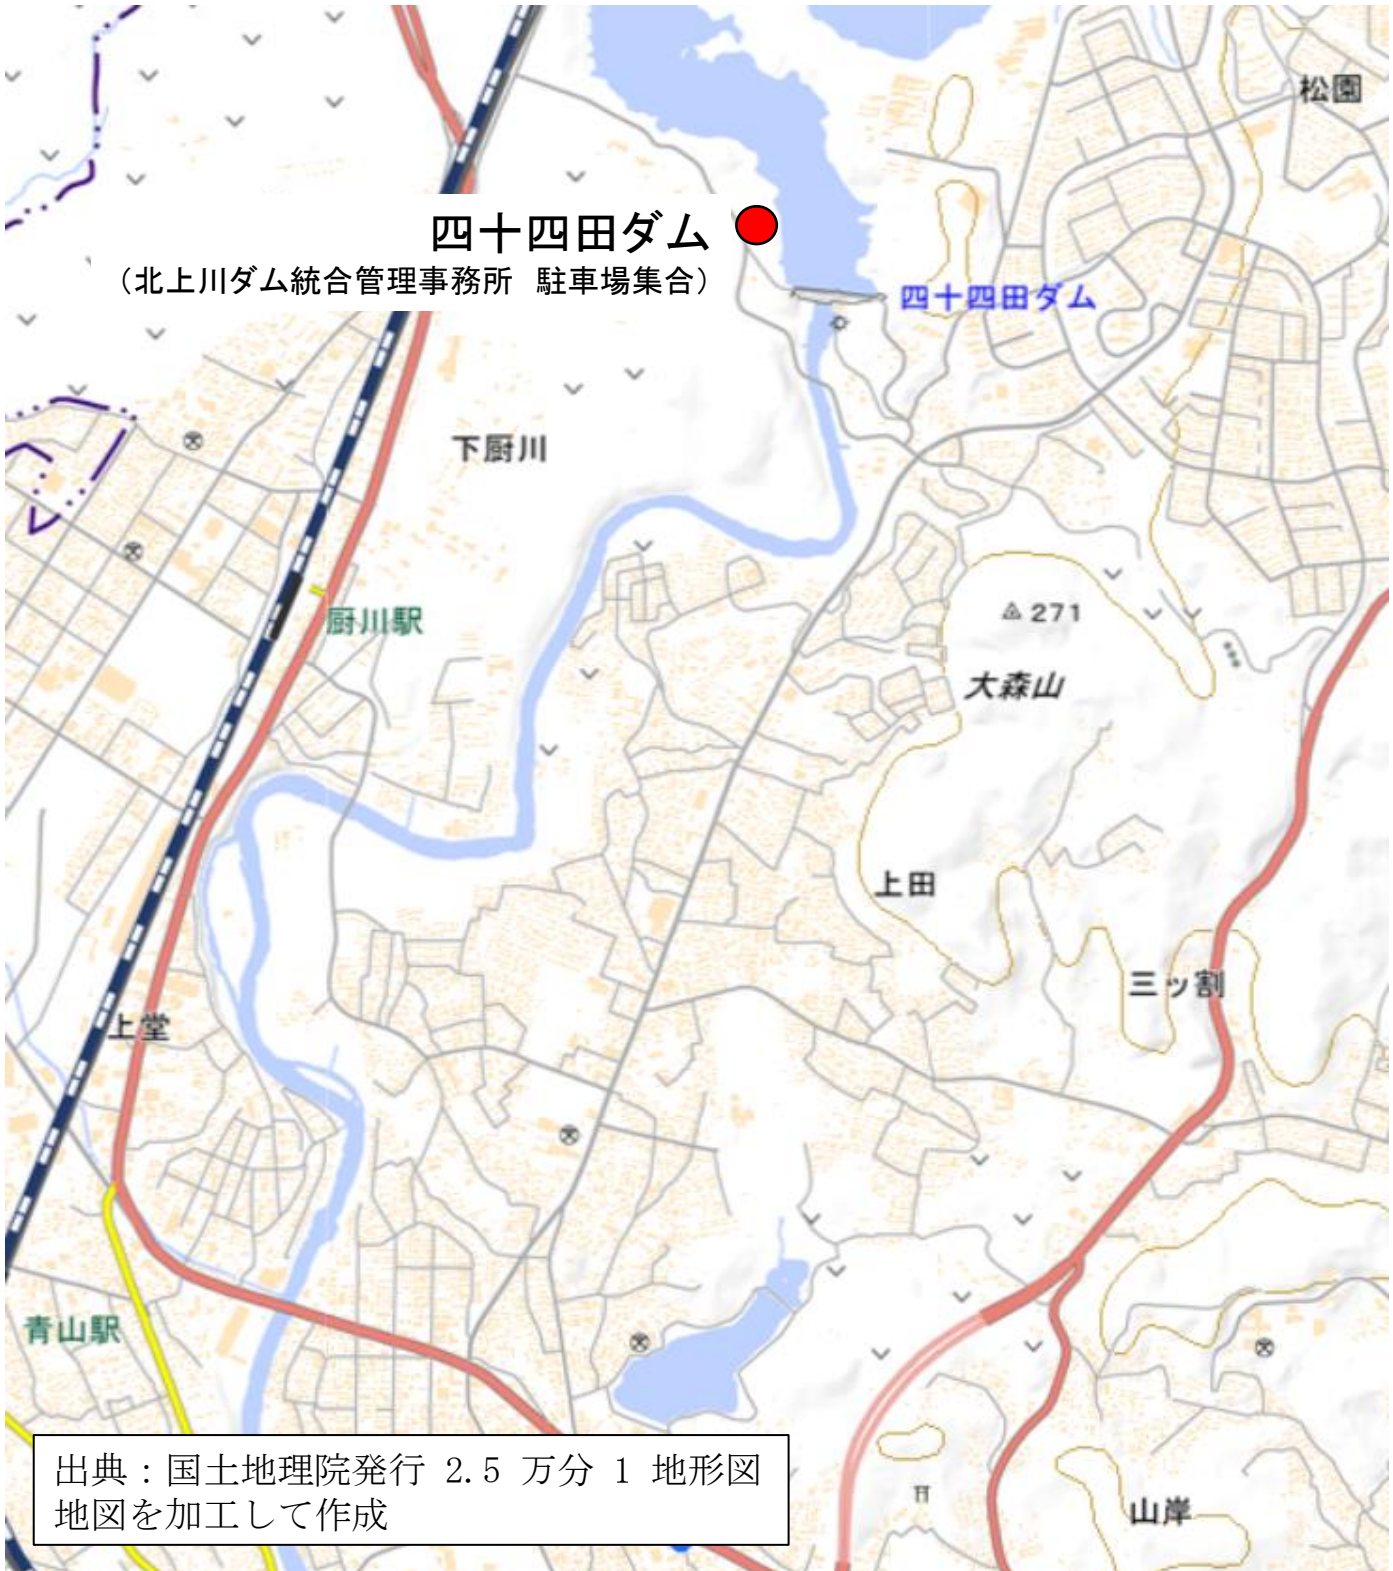 松園
四十四田ダム
（北上川ダム統合管理事務所　駐車場集合）
四十四田ダム
下厨川
厨川駅
271
大森山
上田
三ッ割
上堂
青山駅
出典：国土地理院発行 2.5 万分 1 地形図
地図を加工して作成
山岸